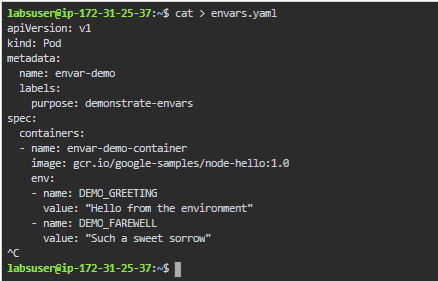 labsuser@ip-172-31-25-37:~$ cat > envars.yaml
apiVersion: v1
kind: Pod
metadata:
  name: envar-demo
  labels:
    purpose: demonstrate-envars
spec:
  containers:
  - name: envar-demo-container
    image: gcr.io/google-samples/node-hello:1.0
    env:
    - name: DEMO_GREETING
      value: "Hello from the environment"
    - name: DEMO_FAREWELL
      value: "Such a sweet sorrow"
^C
labsuser@ip-172-31-25-37:~$